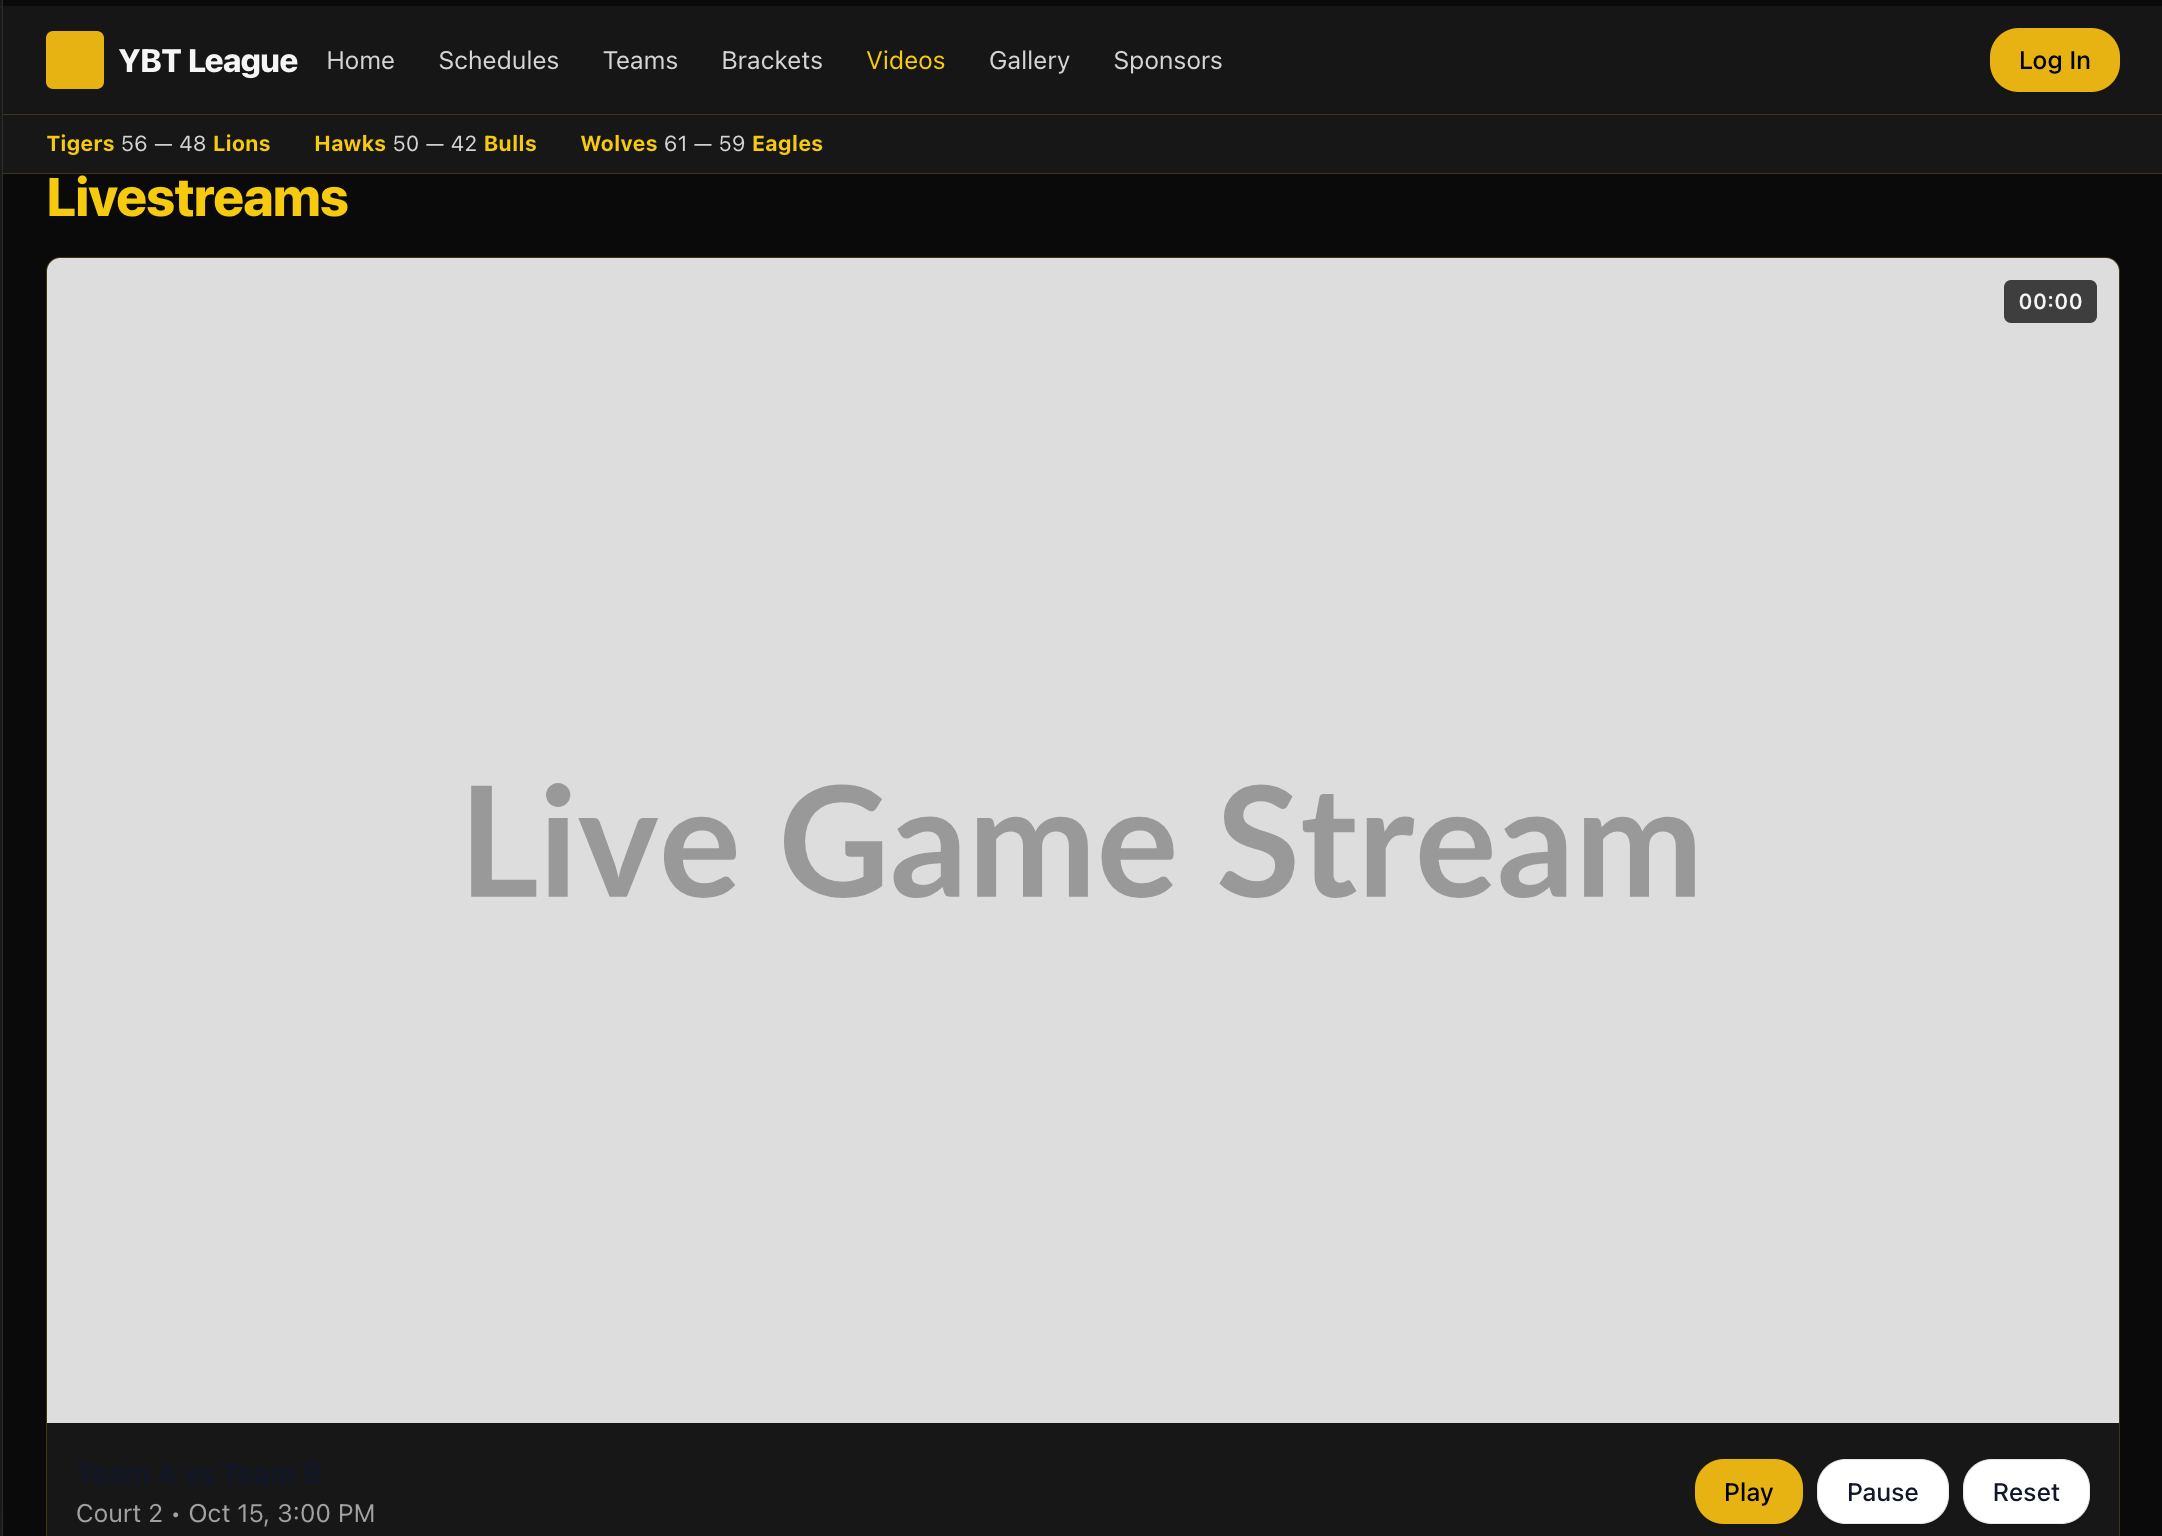 YBT League Home Schedules Teams Brackets Videos Gallery Sponsors Log In
Tigers 56 — 48 Lions Hawks 50 — 42 Bulls Wolves 61 — 59 Eagles
Livestreams
00:00
Live Game Stream
Team A vs Team B
Court 2 • Oct 15, 3:00 PM
Play Pause Reset